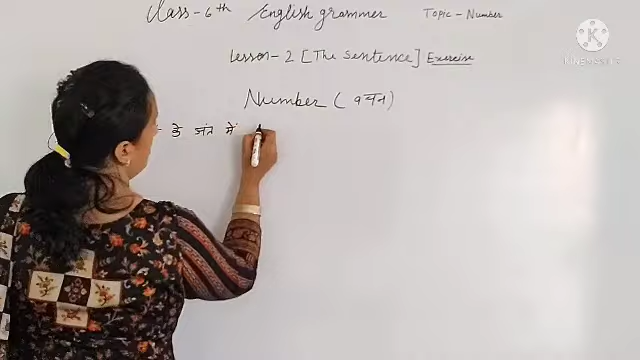 Class - 6th /English grammer Topic - Number
Lesson - 2 [The Sentence] Exercise
Number ( वचन )
के अंत में
KINEMASTER